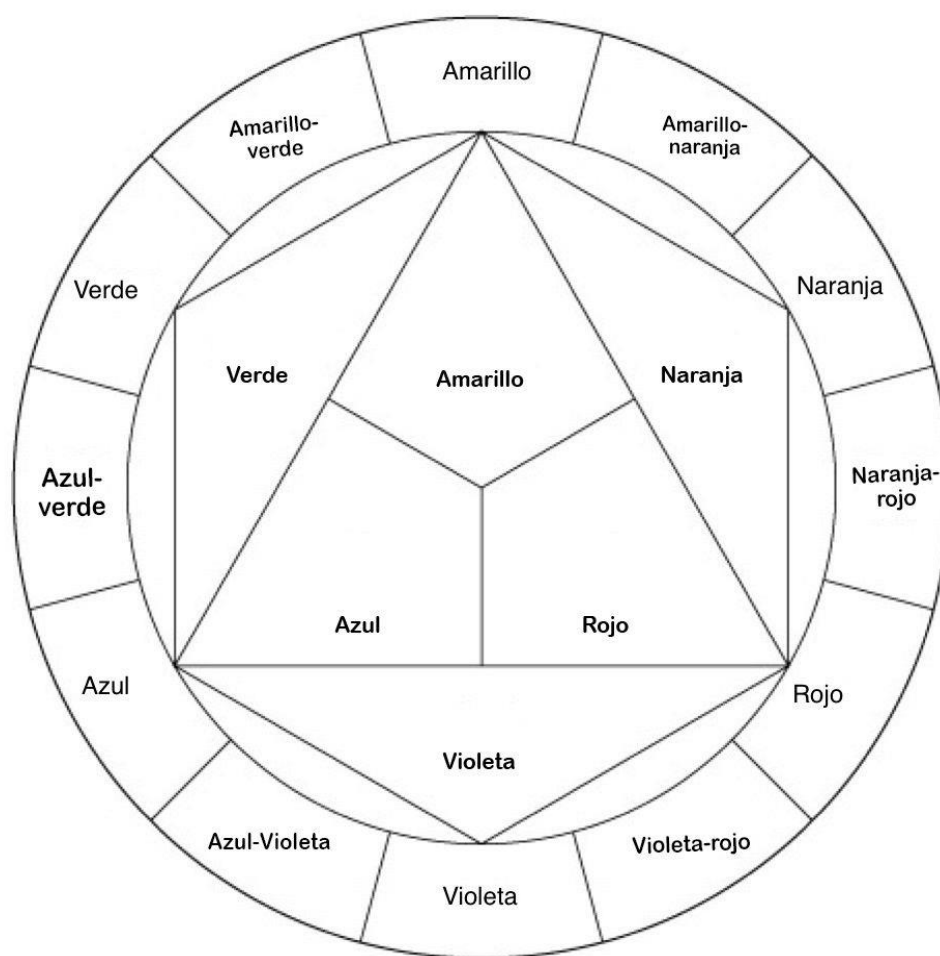 Amarillo
Amarillo-
verde
Amarillo-
naranja
Verde
Naranja
Verde
Amarillo
Naranja
Azul-
verde
Naranja-
rojo
Azul
Rojo
Azul
Rojo
Violeta
Azul-Violeta
Violeta-rojo
Violeta